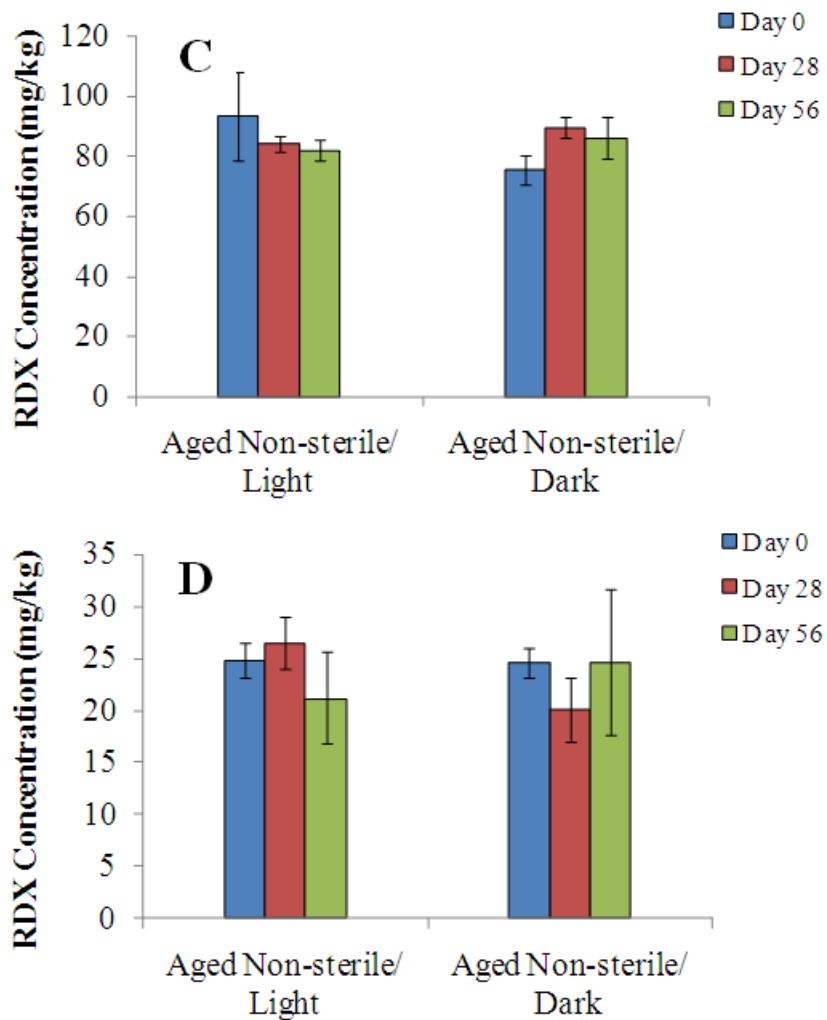 C
Day 0
Day 28
Day 56
RDX Concentration (mg/kg)
120
100
80
60
40
20
0
Aged Non-sterile/
Light
Aged Non-sterile/
Dark
D
Day 0
Day 28
Day 56
RDX Concentration (mg/kg)
35
30
25
20
15
10
5
0
Aged Non-sterile/
Light
Aged Non-sterile/
Dark